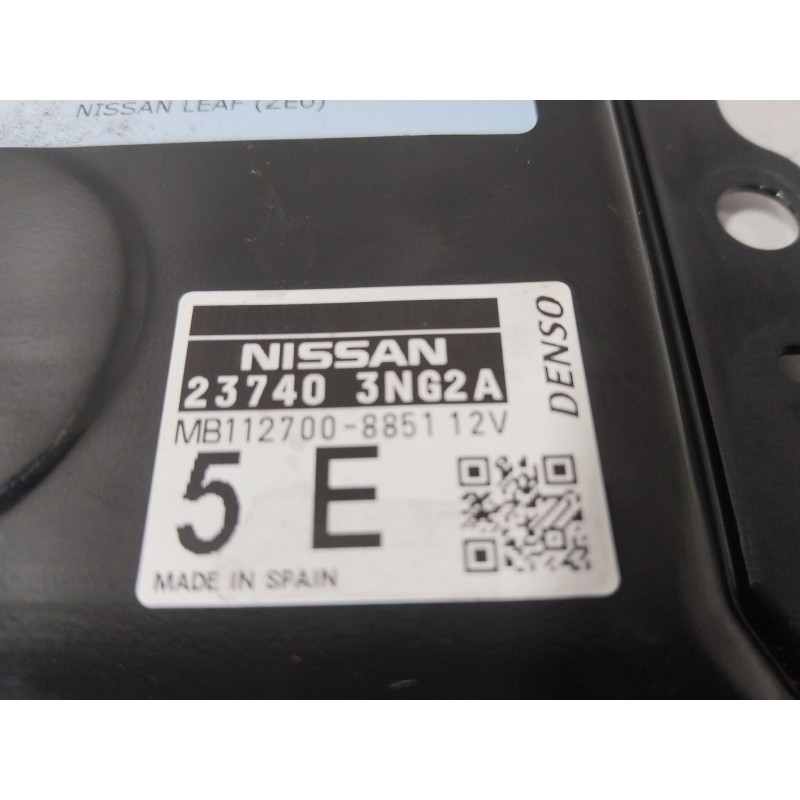 NISSAN LEAF (ZE0)
NISSAN
23740 3NG2A
MB112700-8851 12V
5 E
MADE IN SPAIN
DENSO